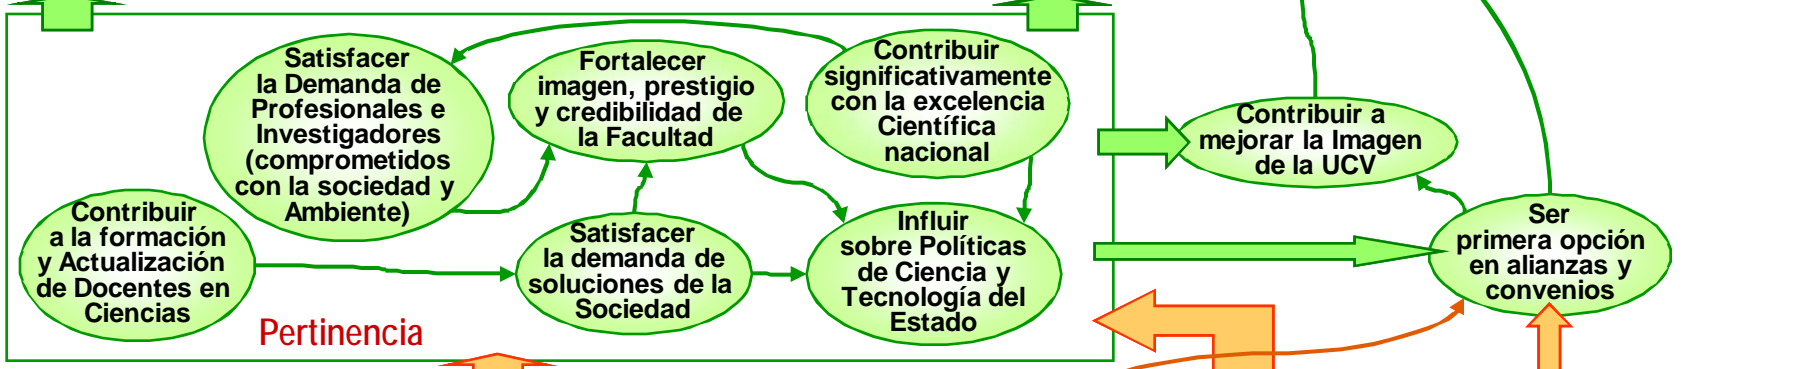 Satisfacer
la Demanda de
Profesionales e
Investigadores
(comprometidos
con la sociedad y
Ambiente)
Fortalecer
imagen, prestigio
y credibilidad de
la Facultad
Contribuir
significativamente
con la excelencia
Científica
nacional
Contribuir a
mejorar la Imagen
de la UCV
Contribuir
a la formación
y Actualización
de Docentes en
Ciencias
Satisfacer
la demanda de
soluciones de la
Sociedad
Influir
sobre Políticas
de Ciencia y
Tecnología del
Estado
Ser
primera opción
en alianzas y
convenios
Pertinencia